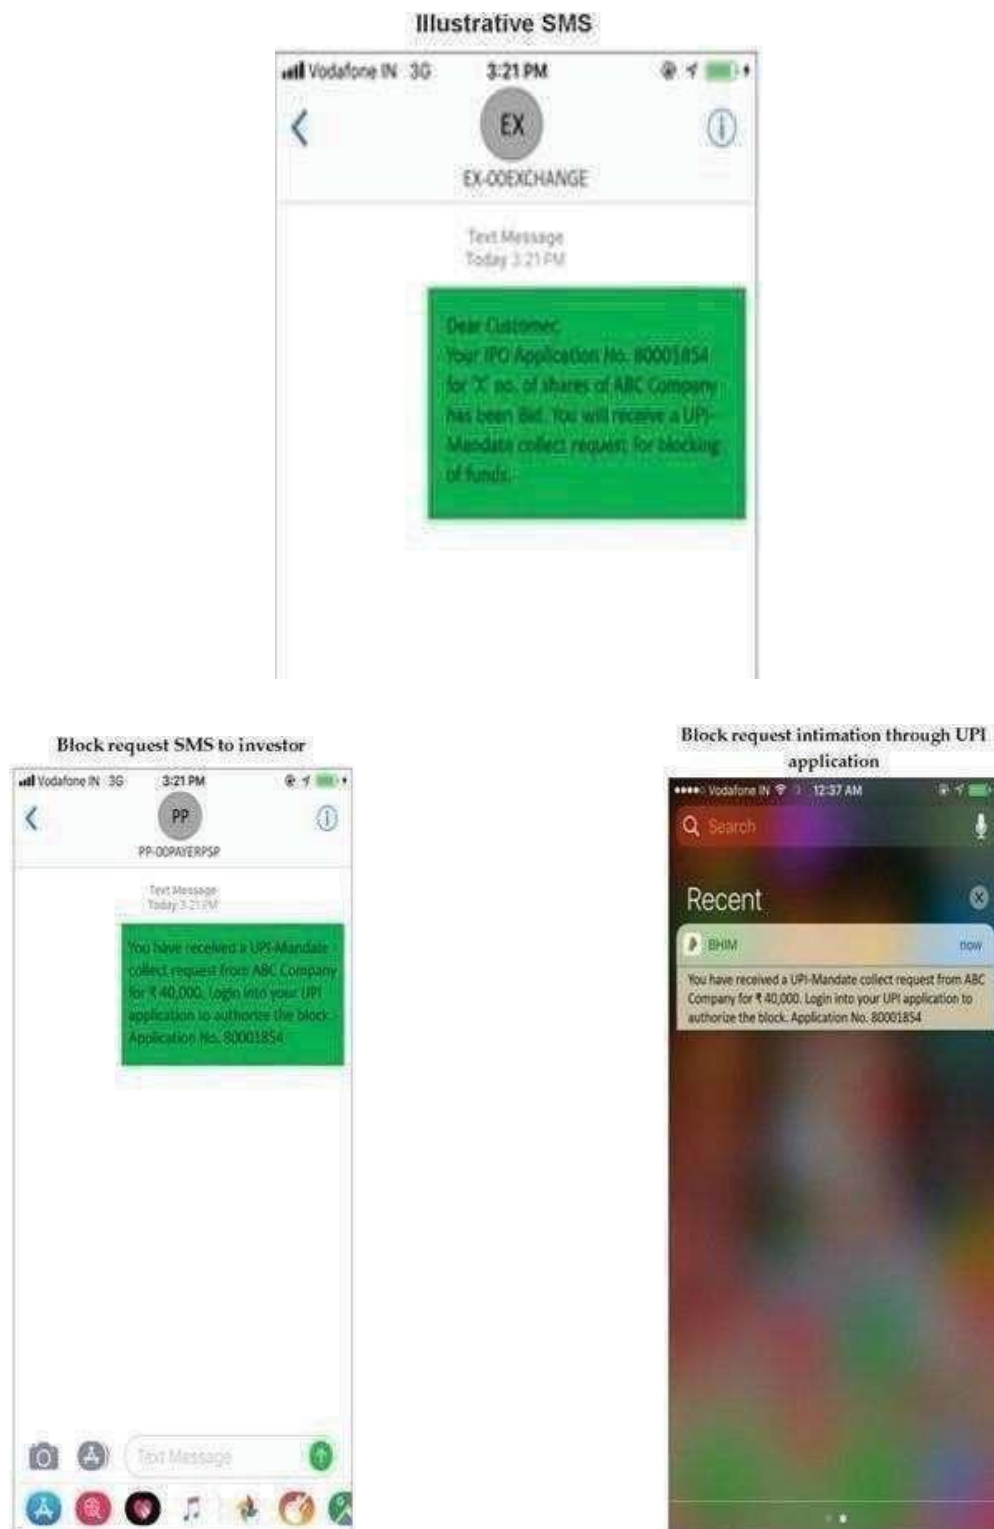 Illustrative SMS
Vodafone IN 3G 3:21 PM
EX
EX-00EXCHANGE
Text Message
Today 3:21 PM
Dear Customer,
Your IPO Application No. 80001854
for 'X' no. of shares of ABC Company
has been Bid. You will receive a UPI-
Mandate collect request for blocking
of funds.
Block request SMS to investor
Vodafone IN 3G 3:21 PM
PP
PP-00PAYERPSP
Text Message
Today 3:21 PM
You have received a UPI-Mandate
collect request from ABC Company
for ₹ 40,000. Login into your UPI
application to authorize the block.
Application No. 80001854
Text Message
Block request intimation through UPI
application
Vodafone IN 12:37 AM
Search
Recent
BHIM now
You have received a UPI-Mandate collect request from ABC
Company for ₹ 40,000. Login into your UPI application to
authorize the block. Application No. 80001854